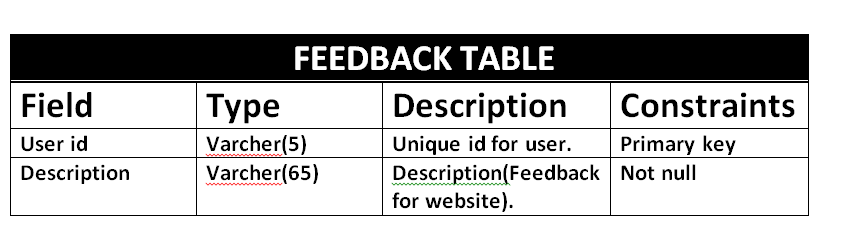 FEEDBACK TABLE
Field Type Description Constraints
User id Varcher(5) Unique id for user. Primary key
Description Varcher(65) Description(Feedback for website). Not null